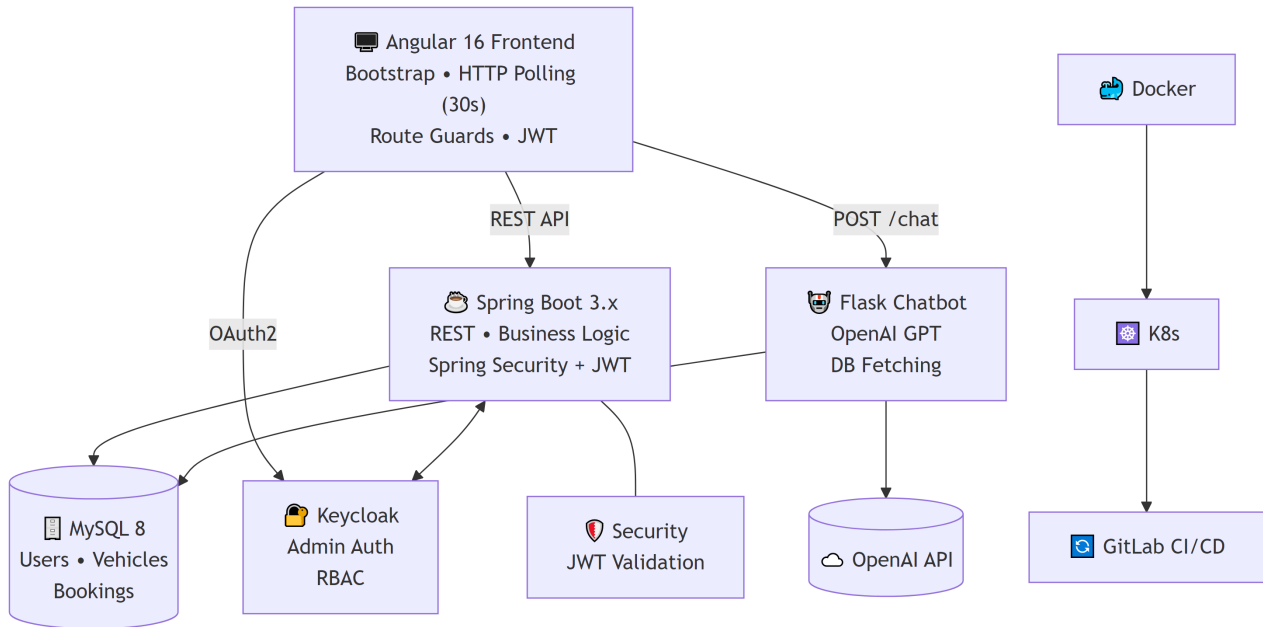 Angular 16 Frontend
Bootstrap • HTTP Polling
(30s)
Route Guards • JWT
Docker
REST API
POST /chat
Spring Boot 3.x
REST • Business Logic
Spring Security + JWT
Flask Chatbot
OpenAI GPT
DB Fetching
K8s
OAuth2
MySQL 8
Users • Vehicles
Bookings
Keycloak
Admin Auth
RBAC
Security
JWT Validation
OpenAI API
GitLab CI/CD